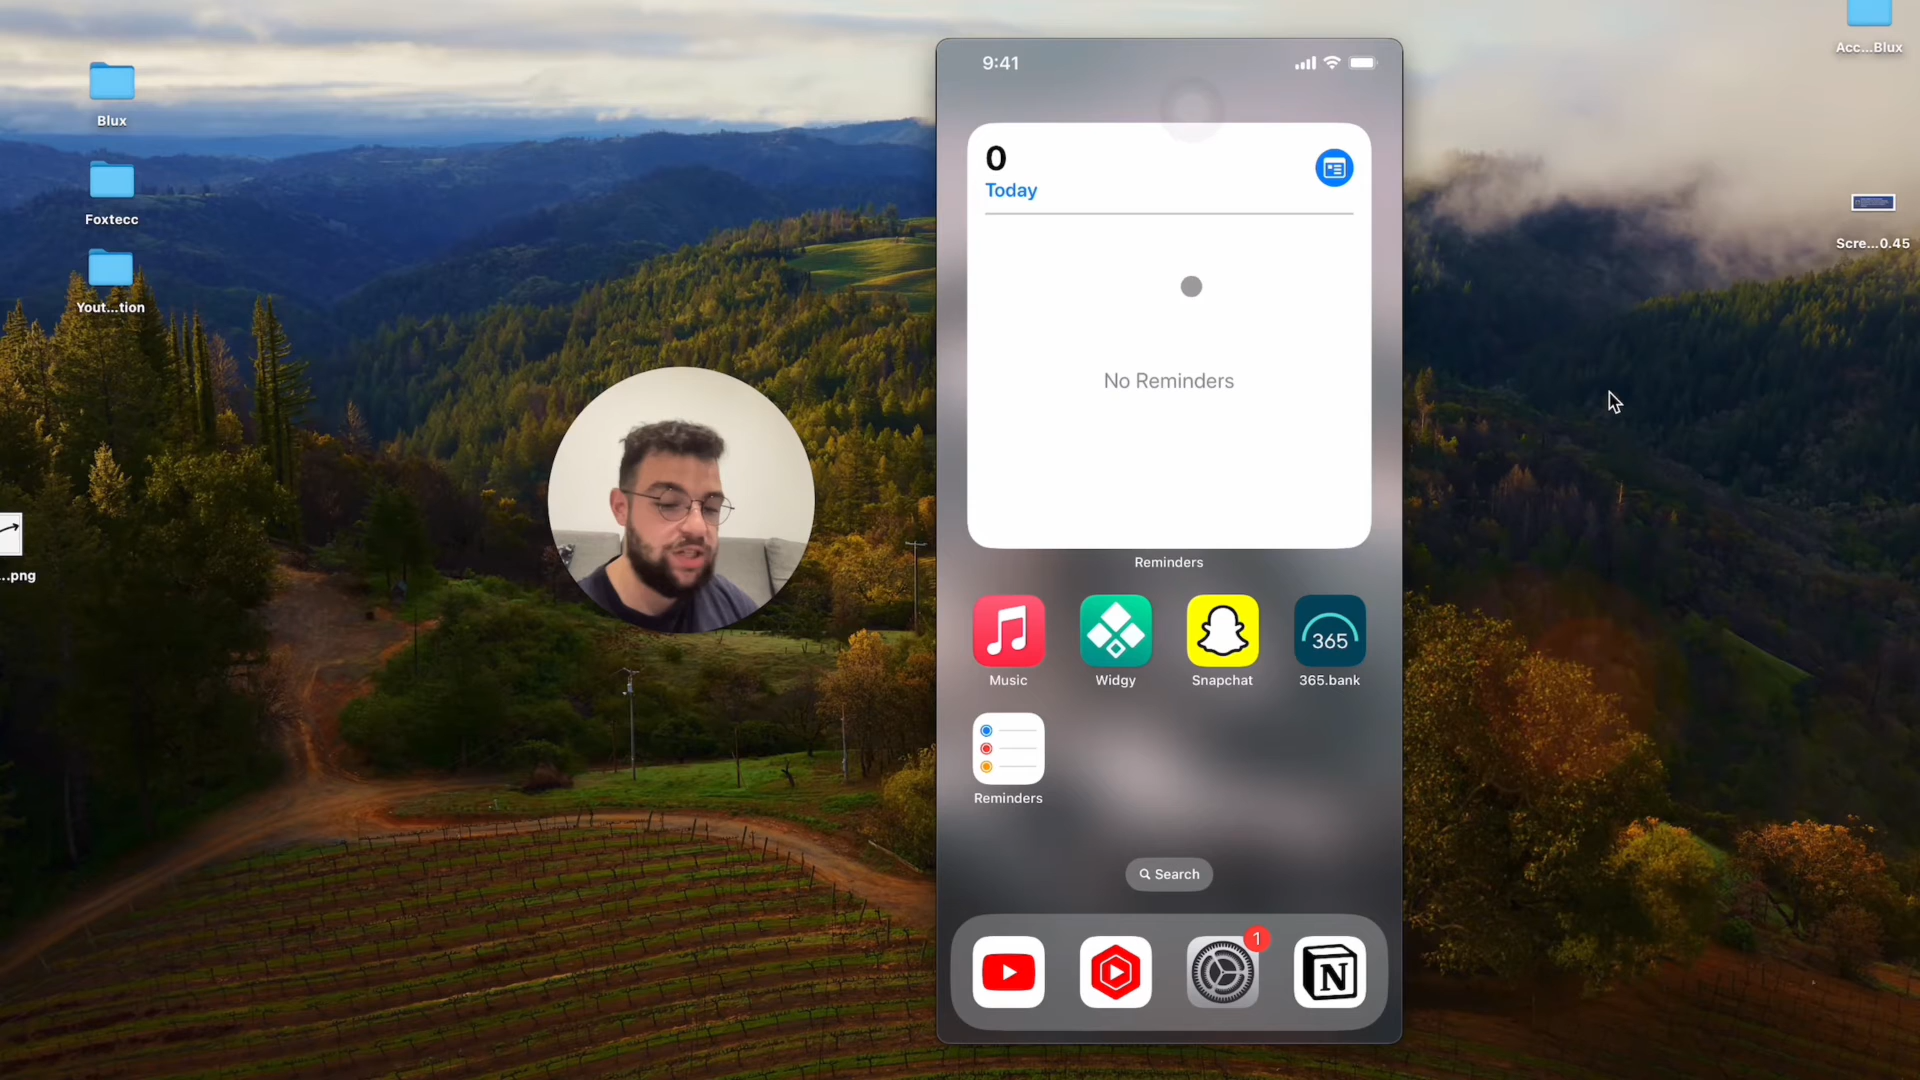 Blux
Foxtecc
Yout...tion
...png
9:41
0
Today
No Reminders
Reminders
Music
Widgy
Snapchat
365
365.bank
Reminders
Search
1
N
Acc...Blux
Scre...0.45